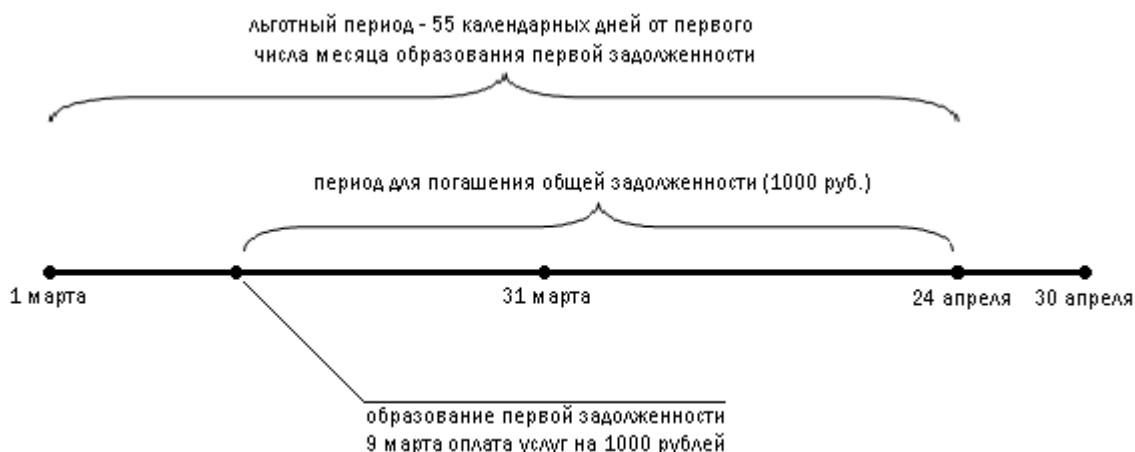 льготный период - 55 календарных дней от первого
числа месяца образования первой задолженности
период для погашения общей задолженности (1000 руб.)
1 марта
31 марта
24 апреля
30 апреля
образование первой задолженности
9 марта оплата услуг на 1000 рублей